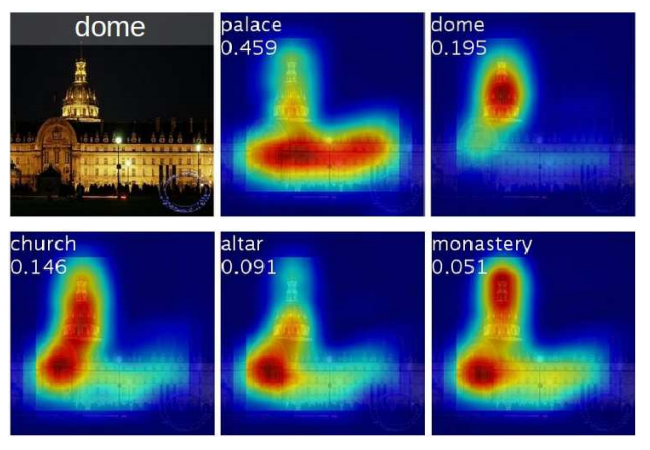 dome
palace
0.459
dome
0.195
church
0.146
altar
0.091
monastery
0.051